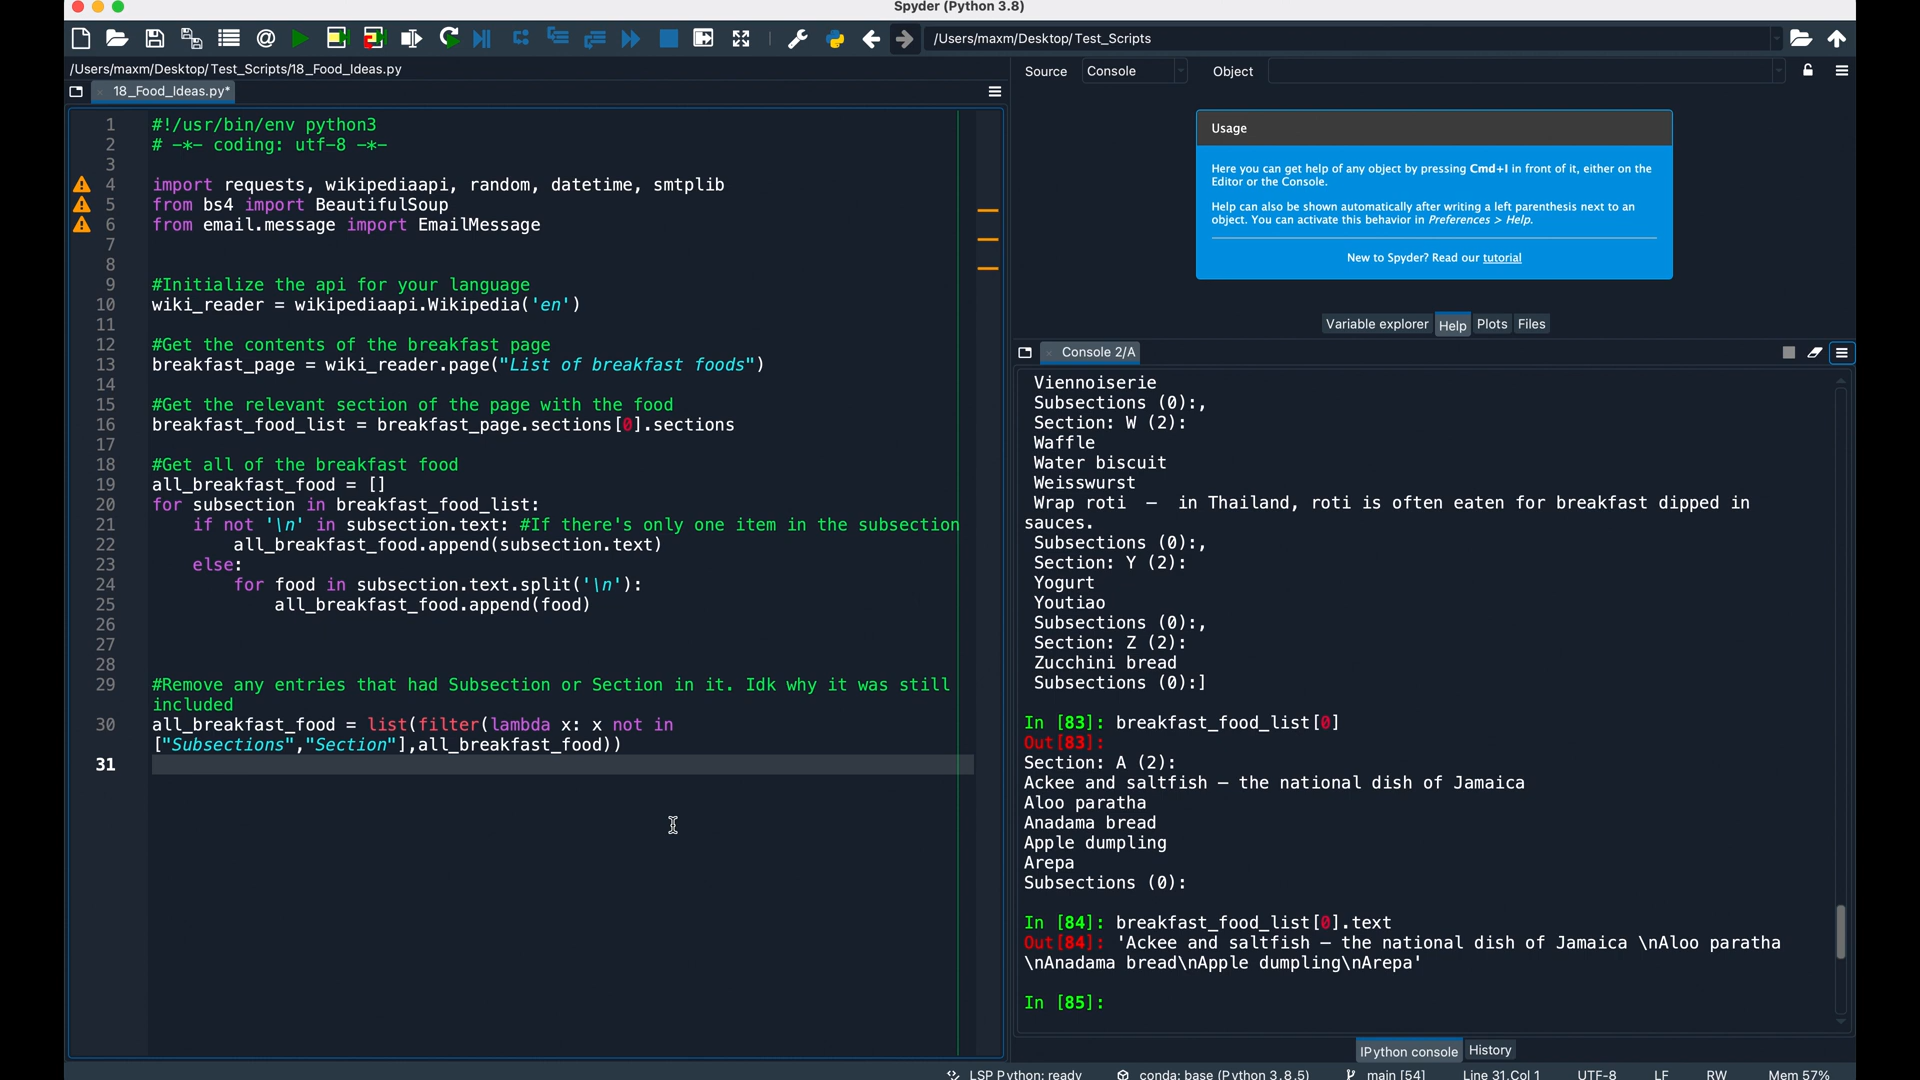 Spyder (Python 3.8)
/Users/maxm/Desktop/Test_Scripts
/Users/maxm/Desktop/Test_Scripts/18_Food_Ideas.py
18_Food_Ideas.py*
1 #!/usr/bin/env python3
2 # -*- coding: utf-8 -*-
3
4 import requests, wikipediaapi, random, datetime, smtplib
5 from bs4 import BeautifulSoup
6 from email.message import EmailMessage
7
8
9 #Initialize the api for your language
10 wiki_reader = wikipediaapi.Wikipedia('en')
11
12 #Get the contents of the breakfast page
13 breakfast_page = wiki_reader.page("List of breakfast foods")
14
15 #Get the relevant section of the page with the food
16 breakfast_food_list = breakfast_page.sections[0].sections
17
18 #Get all of the breakfast food
19 all_breakfast_food = []
20 for subsection in breakfast_food_list:
21 if not '\n' in subsection.text: #If there's only one item in the subsection
22 all_breakfast_food.append(subsection.text)
23 else:
24 for food in subsection.text.split('\n'):
25 all_breakfast_food.append(food)
26
27
28
29 #Remove any entries that had Subsection or Section in it. Idk why it was still
included
30 all_breakfast_food = list(filter(lambda x: x not in
["Subsections","Section"],all_breakfast_food))
31
Source Console Object
Usage
Here you can get help of any object by pressing Cmd+I in front of it, either on the
Editor or the Console.
Help can also be shown automatically after writing a left parenthesis next to an
object. You can activate this behavior in Preferences > Help.
New to Spyder? Read our tutorial
Variable explorer Help Plots Files
Console 2/A
Viennoiserie
Subsections (0):,
Section: W (2):
Waffle
Water biscuit
Weisswurst
Wrap roti – in Thailand, roti is often eaten for breakfast dipped in
sauces.
Subsections (0):,
Section: Y (2):
Yogurt
Youtiao
Subsections (0):,
Section: Z (2):
Zucchini bread
Subsections (0):]
In [83]: breakfast_food_list[0]
Out[83]:
Section: A (2):
Ackee and saltfish – the national dish of Jamaica
Aloo paratha
Anadama bread
Apple dumpling
Arepa
Subsections (0):
In [84]: breakfast_food_list[0].text
Out[84]: 'Ackee and saltfish – the national dish of Jamaica \nAloo paratha
\nAnadama bread\nApple dumpling\nArepa'
In [85]:
IPython console History
LSP Python: ready conda: base (Python 3.8.5) main [54] Line 31,Col 1 UTF-8 LF RW Mem 57%